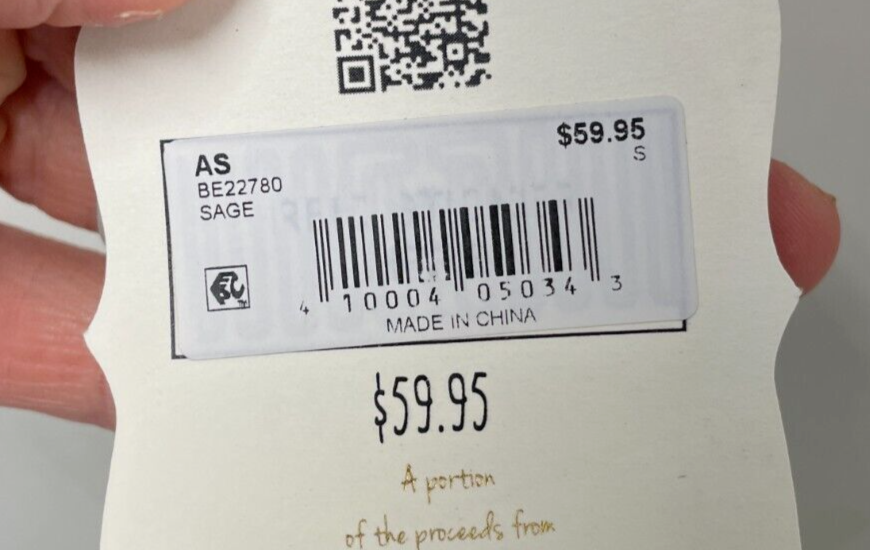 AS
$59.95
BE22780
S
SAGE
4 10004 05034 3
MADE IN CHINA
$59.95
A portion
of the proceeds from